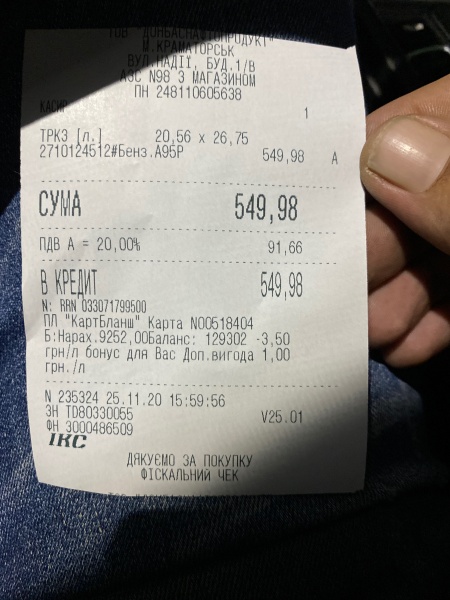 ТОВ "ДОНБАСНАФТОПРОДУКТ"
М.КРАМАТОРСЬК
ВУЛ.НАДІЇ, БУД.1/В
АЗС N98 З МАГАЗИНОМ
ПН 248110605638
КАСИР 1
ТРК3 [л.] 20,56 x 26,75
2710124512#Бенз.А95Р 549,98 А
СУМА 549,98
ПДВ А = 20,00% 91,66
В КРЕДИТ 549,98
N: RRN 033071799500
ПЛ "КартБланш" Карта N00518404
Б:Нарах.9252,00Баланс: 129302 -3,50
грн/л бонус для Вас Доп.вигода 1,00
грн./л
N 235324 25.11.20 15:59:56
ЗН TD80330055 V25.01
ФН 3000486509
ІКС
ДЯКУЄМО ЗА ПОКУПКУ
ФІСКАЛЬНИЙ ЧЕК